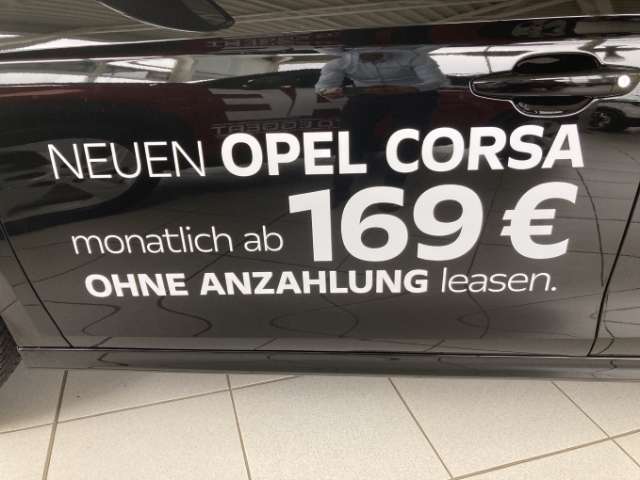 NEUEN OPEL CORSA
monatlich ab 169 €
OHNE ANZAHLUNG leasen.